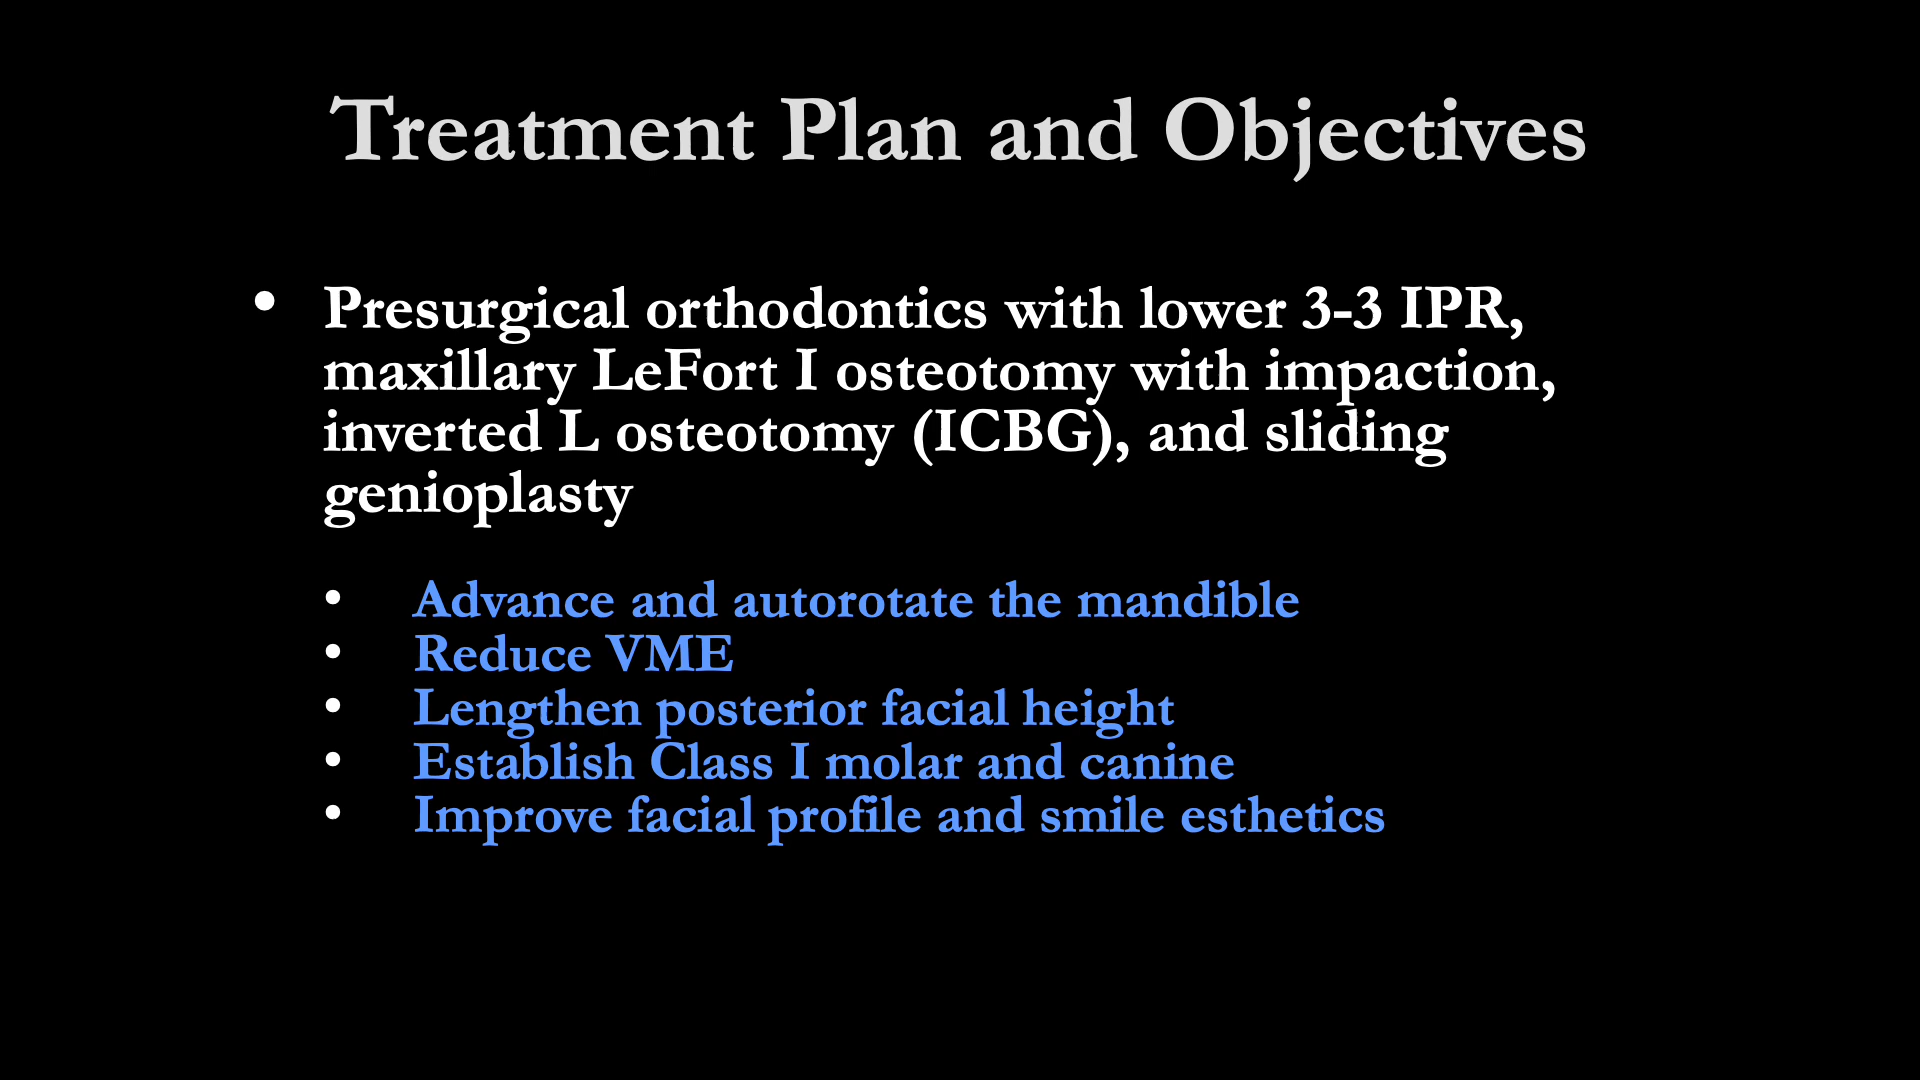 Treatment Plan and Objectives
• Presurgical orthodontics with lower 3-3 IPR,
maxillary LeFort I osteotomy with impaction,
inverted L osteotomy (ICBG), and sliding
genioplasty
• Advance and autorotate the mandible
• Reduce VME
• Lengthen posterior facial height
• Establish Class I molar and canine
• Improve facial profile and smile esthetics